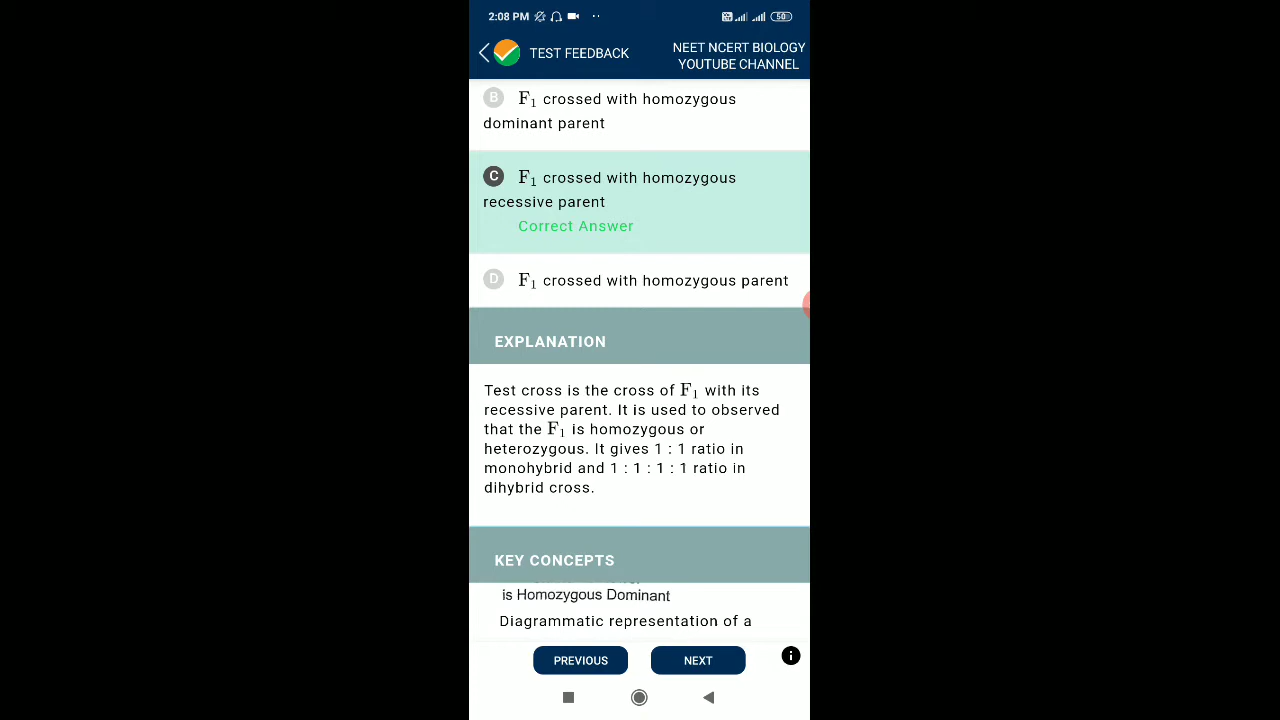 2:08 PM
50
TEST FEEDBACK
NEET NCERT BIOLOGY
YOUTUBE CHANNEL
B F1 crossed with homozygous
dominant parent
C F1 crossed with homozygous
recessive parent
Correct Answer
D F1 crossed with homozygous parent
EXPLANATION
Test cross is the cross of F1 with its
recessive parent. It is used to observed
that the F1 is homozygous or
heterozygous. It gives 1 : 1 ratio in
monohybrid and 1 : 1 : 1 : 1 ratio in
dihybrid cross.
KEY CONCEPTS
is Homozygous Dominant
Diagrammatic representation of a
PREVIOUS
NEXT